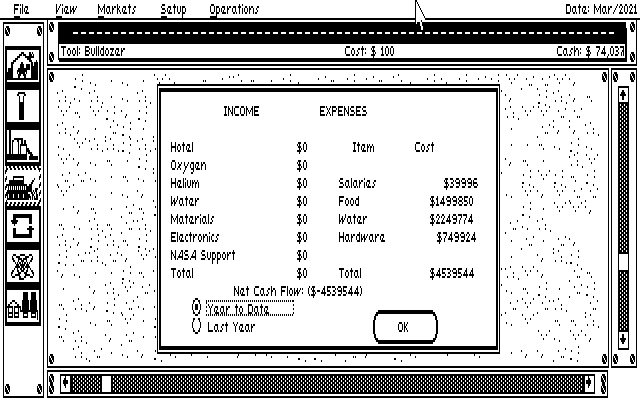 File View Markets Setup Operations Date: Mar/2021
Tool: Bulldozer Cost: $ 100 Cash: $ 74,037
INCOME EXPENSES
Hotel $0 Item Cost
Oxygen $0
Helium $0 Salaries $39996
Water $0 Food $1499850
Materials $0 Water $2249774
Electronics $0 Hardware $749924
NASA Support $0
Total $0 Total $4539544
Net Cash Flow: ($-4539544)
Year to Date
Last Year
OK